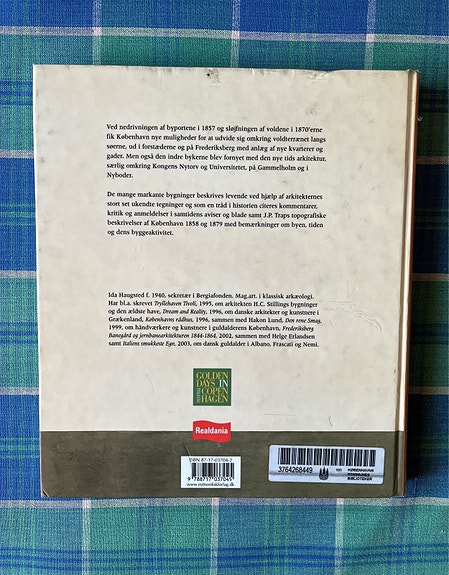 Ved nedrivningen af byportene i 1857 og sløjfningen af voldene i 1870'erne
fik København nye muligheder for at udvide sig omkring voldterrænet langs
søerne, ud i forstæderne og på Frederiksberg med anlæg af nye kvarterer og
gader. Men også den indre bykerne blev fornyet med den nye tids arkitektur,
særlig omkring Kongens Nytorv og Universitetet, på Gammelholm og i
Nyboder.
De mange markante bygninger beskrives levende ved hjælp af arkitekternes
stort set ukendte tegninger og som en tråd i historien citeres kommentarer,
kritik og anmeldelser i samtidens aviser og blade samt J.P. Traps topografiske
beskrivelser af København 1858 og 1879 med bemærkninger om byen, tiden
og dens byggeaktivitet.
Ida Haugsted f. 1940, sekretær i Bergiafonden. Mag.art. i klassisk arkæologi.
Har bl.a. skrevet Tryllehaven Tivoli, 1995, om arkitekten H.C. Stillings bygninger
og den ældste have, Dream and Reality, 1996, om danske arkitekter og kunstnere i
Grækenland, Københavns rådhus, 1996, sammen med Hakon Lund, Den rene Smag,
1999, om håndværkere og kunstnere i guldalderens København, Frederiksberg
Banegård og jernbanearkitekturen 1844-1864, 2002, sammen med Helge Erlandsen
samt Italiens smukkeste Egn, 2003, om dansk guldalder i Albano, Frascati og Nemi.
GOLDEN
DAYS IN
COPEN
HAGEN
Realdania
ISBN 87-17-03704-2
9 788717 037045
www.nytnordiskforlag.dk
3764268449
101
KØBENHAVNS
KOMMUNES
BIBLIOTEKER